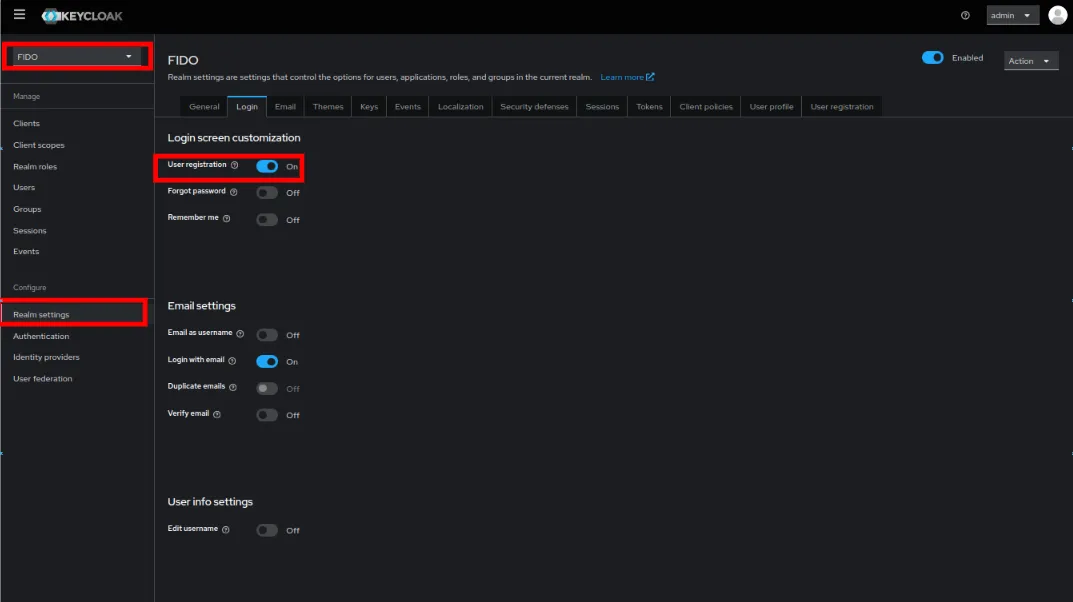 KEYCLOAK
admin
FIDO
Manage
Clients
Client scopes
Realm roles
Users
Groups
Sessions
Events
Configure
Realm settings
Authentication
Identity providers
User federation
FIDO
Enabled
Action
Realm settings are settings that control the options for users, applications, roles, and groups in the current realm. Learn more
General Login Email Themes Keys Events Localization Security defenses Sessions Tokens Client policies User profile User registration
Login screen customization
User registration On
Forgot password Off
Remember me Off
Email settings
Email as username Off
Login with email On
Duplicate emails Off
Verify email Off
User info settings
Edit username Off